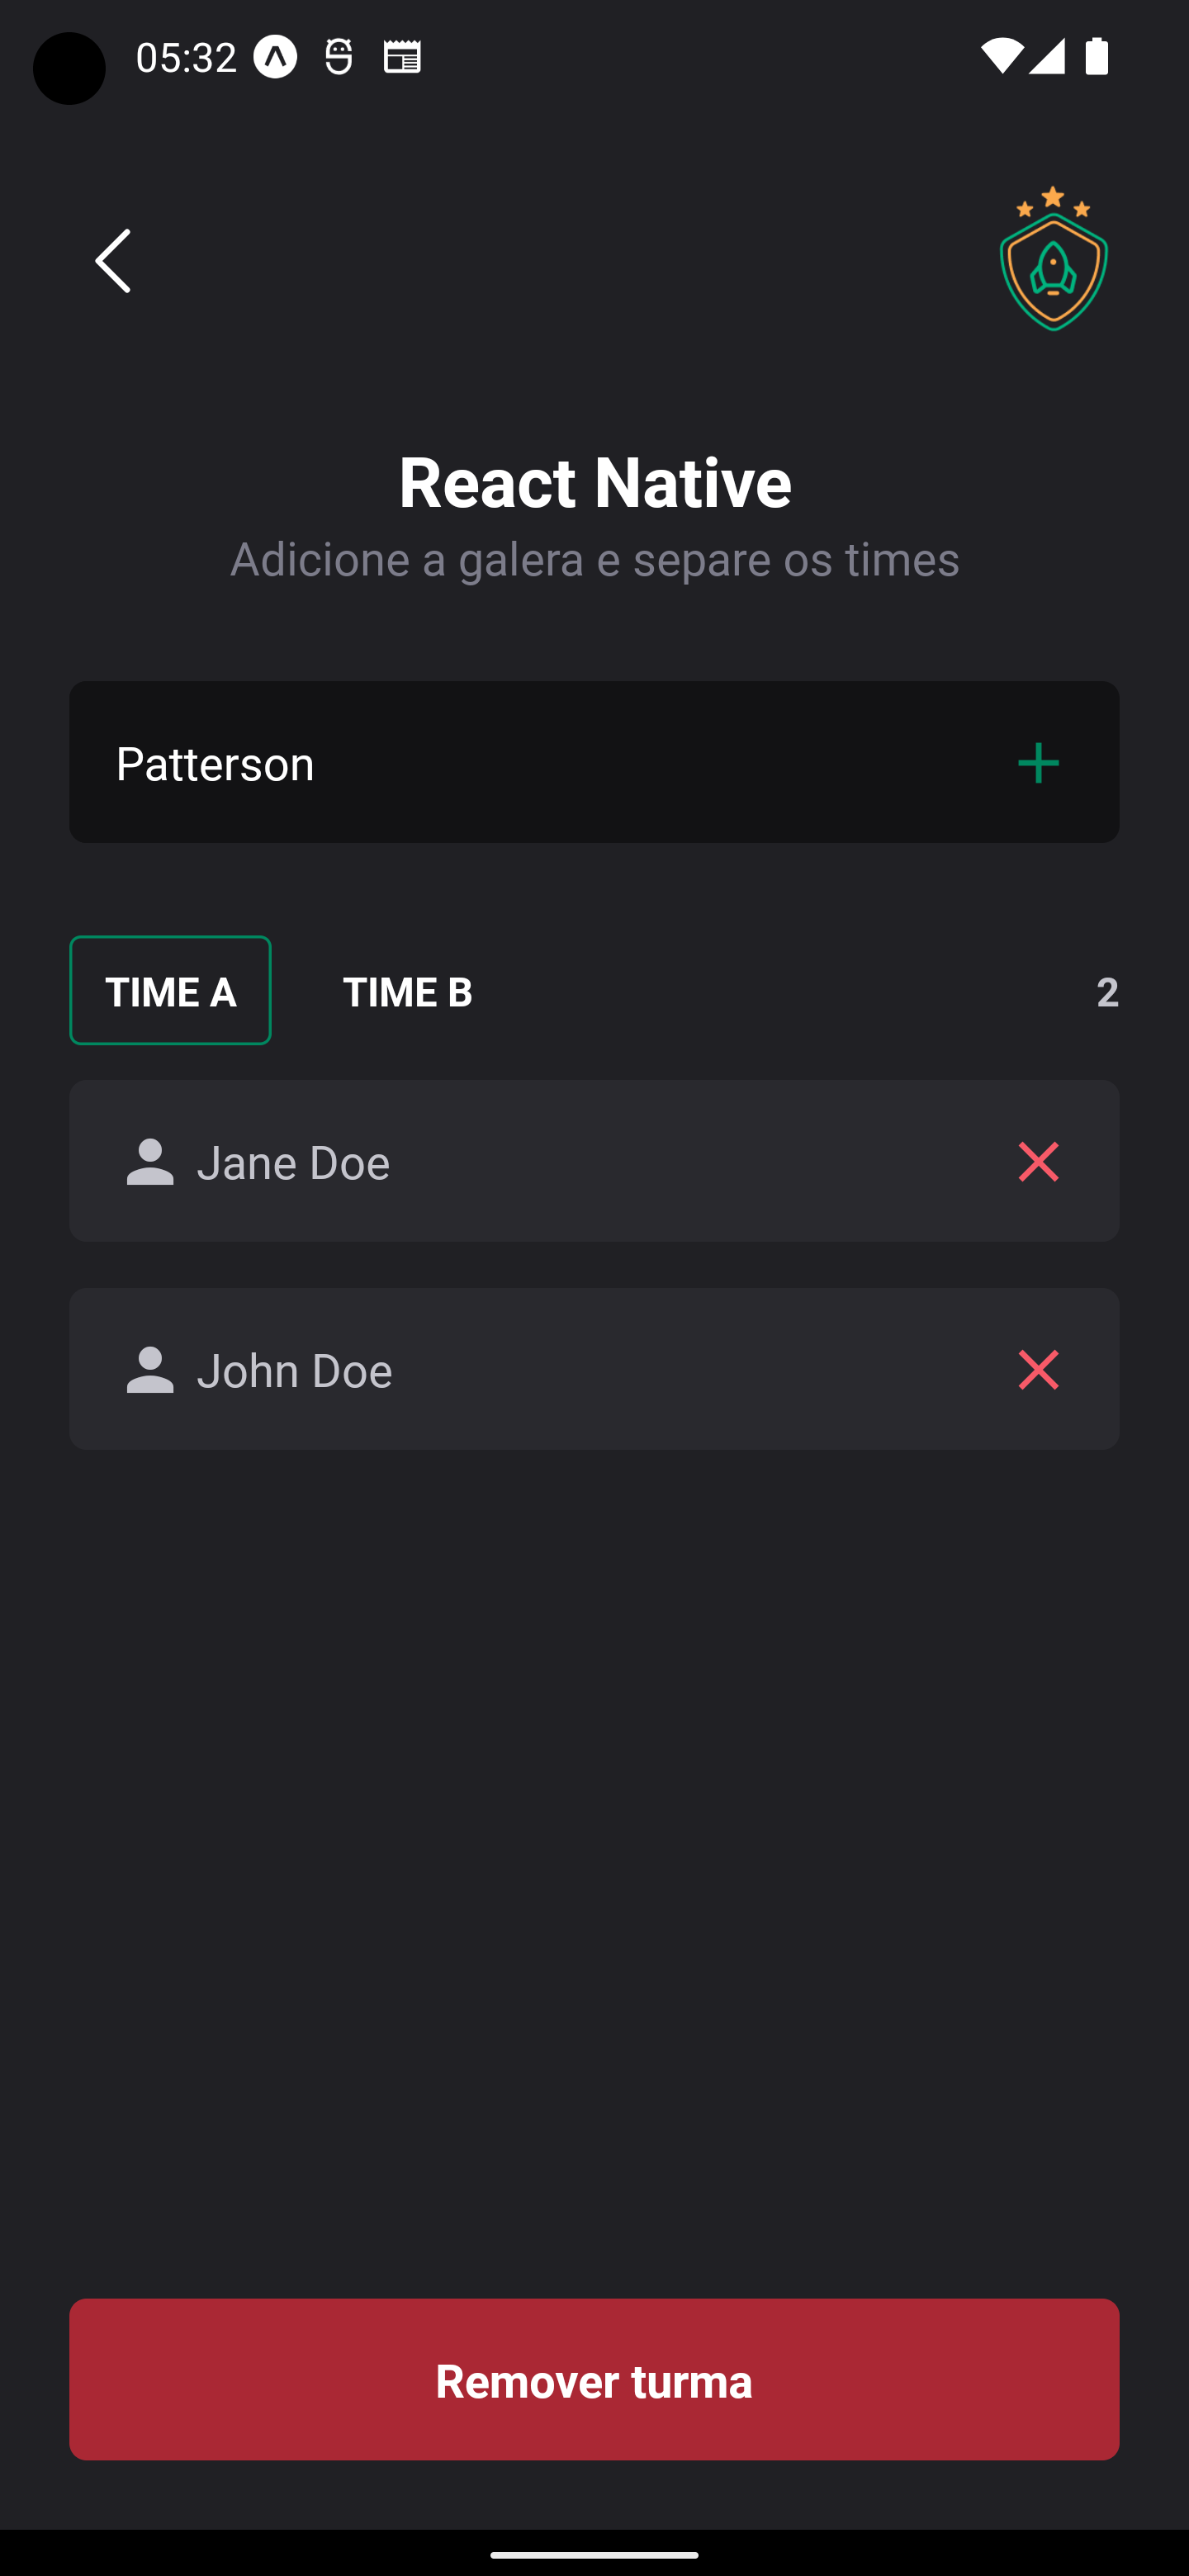 05:32
React Native
Adicione a galera e separe os times
Patterson
TIME A TIME B 2
Jane Doe
John Doe
Remover turma